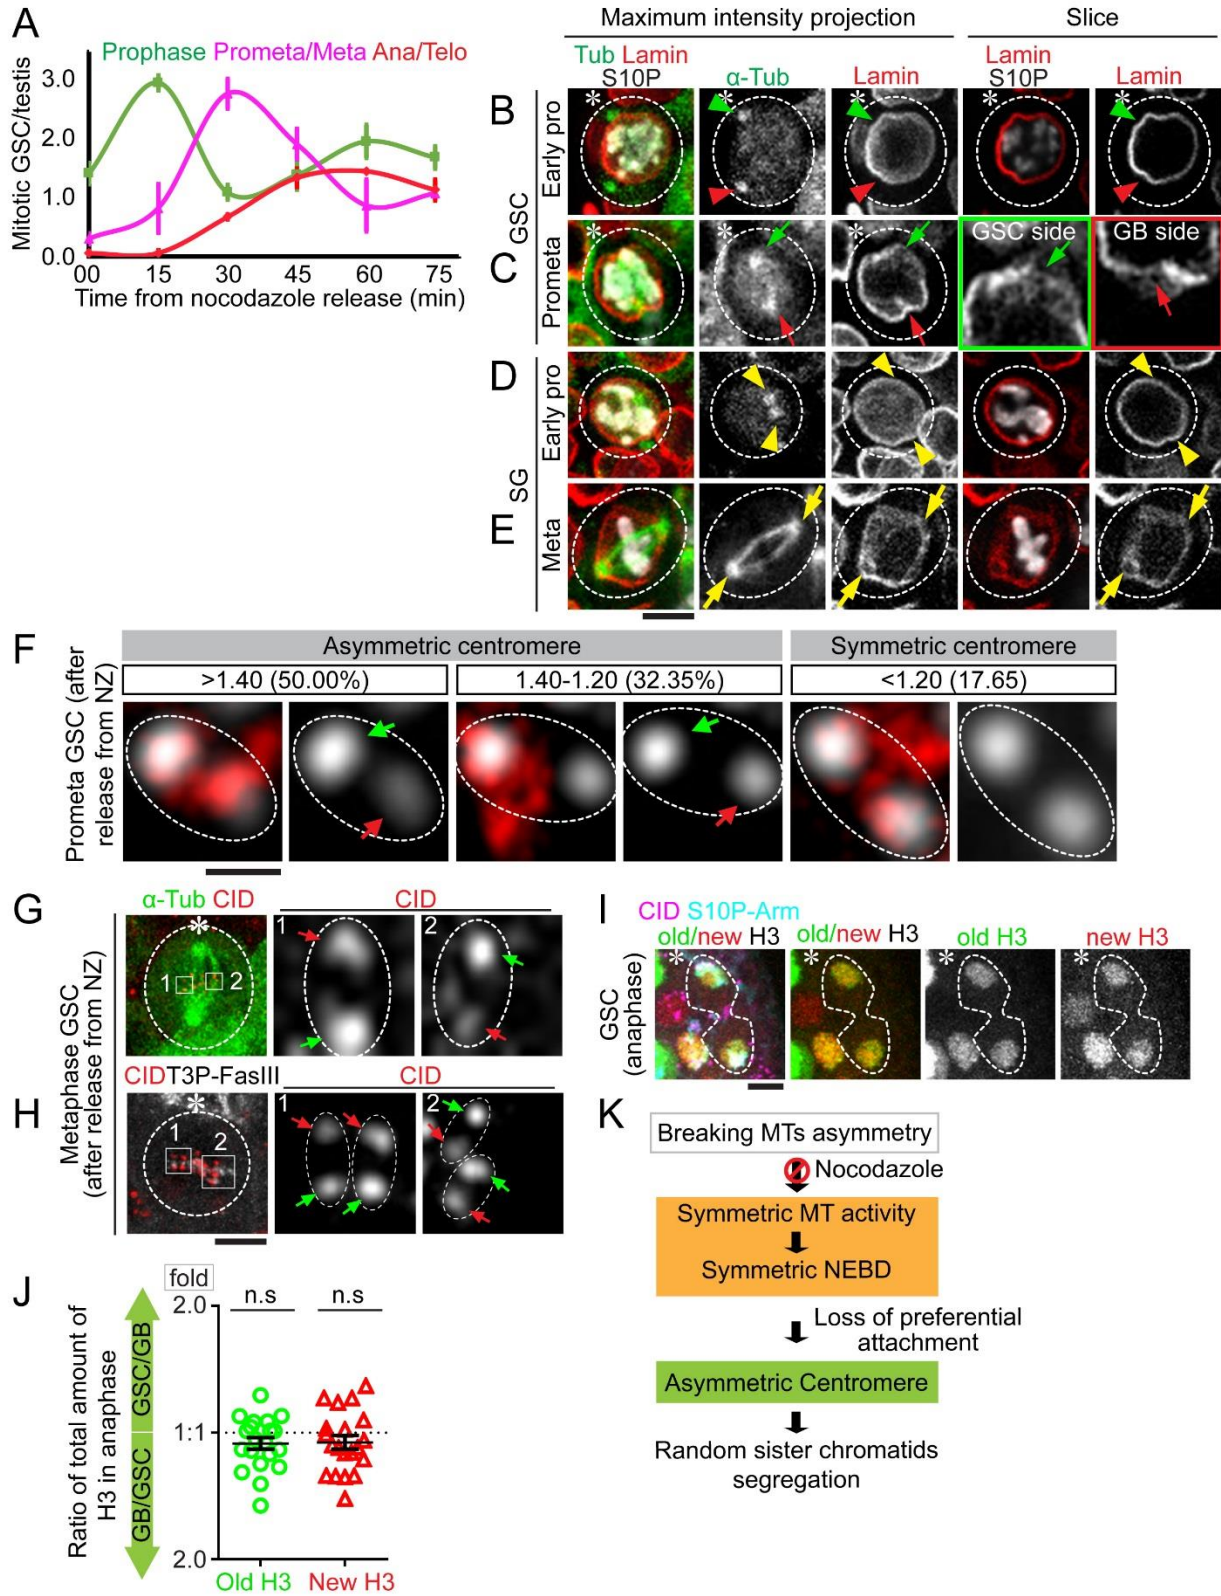 A
Prophase Prometa/Meta Ana/Telo
Mitotic GSC/testis
3.0
2.0
1.0
0.0
00 15 30 45 60 75
Time from nocodazole release (min)
Maximum intensity projection
Slice
Tub Lamin
S10P
α-Tub
Lamin
Lamin
S10P
Lamin
GSC
B
Early pro
*
*
*
*
*
C
Prometa
*
*
*
GSC side
GB side
SG
D
Early pro
E
Meta
F
Asymmetric centromere
Symmetric centromere
>1.40 (50.00%)
1.40-1.20 (32.35%)
<1.20 (17.65)
Prometa GSC (after
release from NZ)
G
α-Tub CID
CID
Metaphase GSC
(after release from NZ)
*
1 2
1
2
H
CIDT3P-FasIII
CID
*
1 2
1
2
I
CID S10P-Arm
old/new H3
old/new H3
old H3
new H3
GSC
(anaphase)
*
*
*
*
J
fold
Ratio of total amount of
H3 in anaphase
GSC/GB
GB/GSC
2.0
1:1
2.0
n.s
n.s
Old H3
New H3
K
Breaking MTs asymmetry
Nocodazole
Symmetric MT activity
Symmetric NEBD
Loss of preferential
attachment
Asymmetric Centromere
Random sister chromatids
segregation